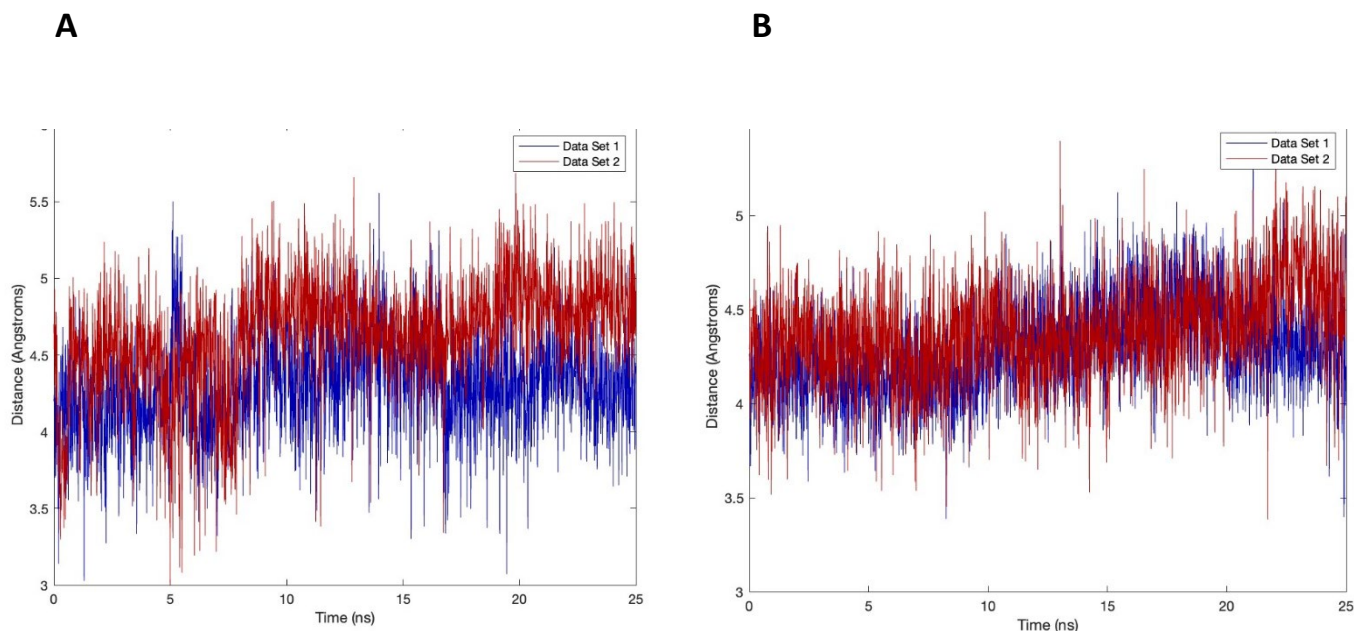 A
B
Data Set 1
Data Set 2
5.5
5
4.5
4
3.5
3
Distance (Angstroms)
0 5 10 15 20 25
Time (ns)
Data Set 1
Data Set 2
5
4.5
4
3.5
3
Distance (Angstroms)
0 5 10 15 20 25
Time (ns)